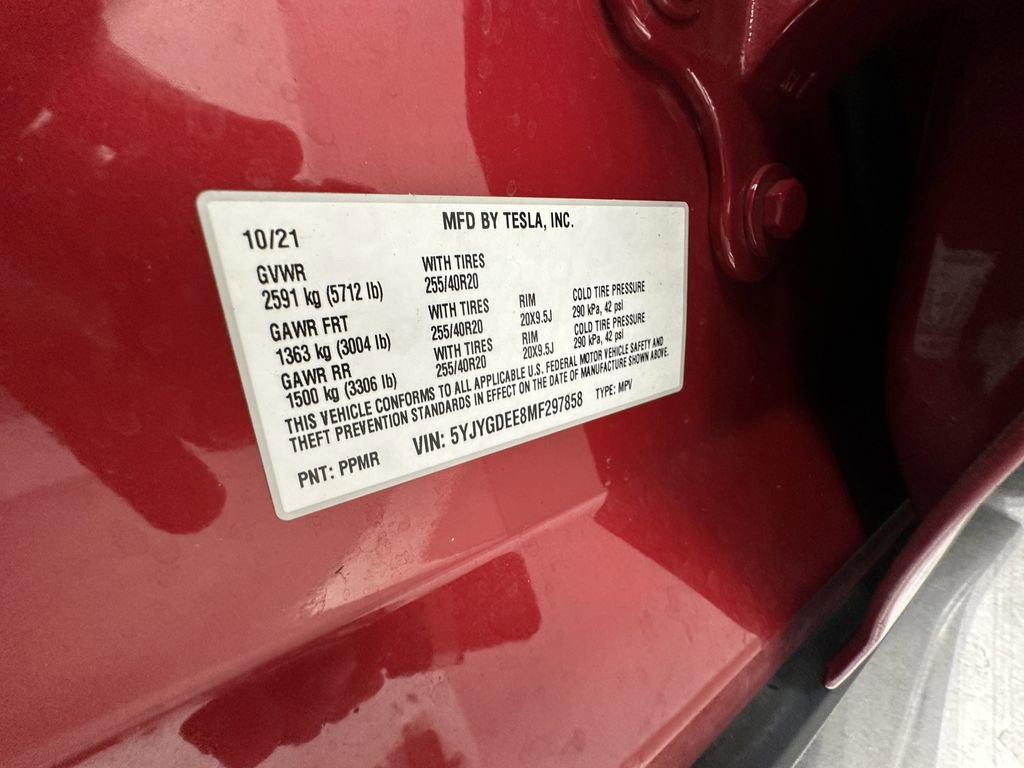 MFD BY TESLA, INC.
10/21
GVWR
2591 kg (5712 lb)
WITH TIRES
255/40R20
GAWR FRT
1363 kg (3004 lb)
WITH TIRES
255/40R20
RIM
20X9.5J
COLD TIRE PRESSURE
290 kPa, 42 psi
GAWR RR
1500 kg (3306 lb)
WITH TIRES
255/40R20
RIM
20X9.5J
COLD TIRE PRESSURE
290 kPa, 42 psi
THIS VEHICLE CONFORMS TO ALL APPLICABLE U.S. FEDERAL MOTOR VEHICLE SAFETY AND
THEFT PREVENTION STANDARDS IN EFFECT ON THE DATE OF MANUFACTURE SHOWN ABOVE.
PNT: PPMR VIN: 5YJYGDEE8MF297858 TYPE: MPV